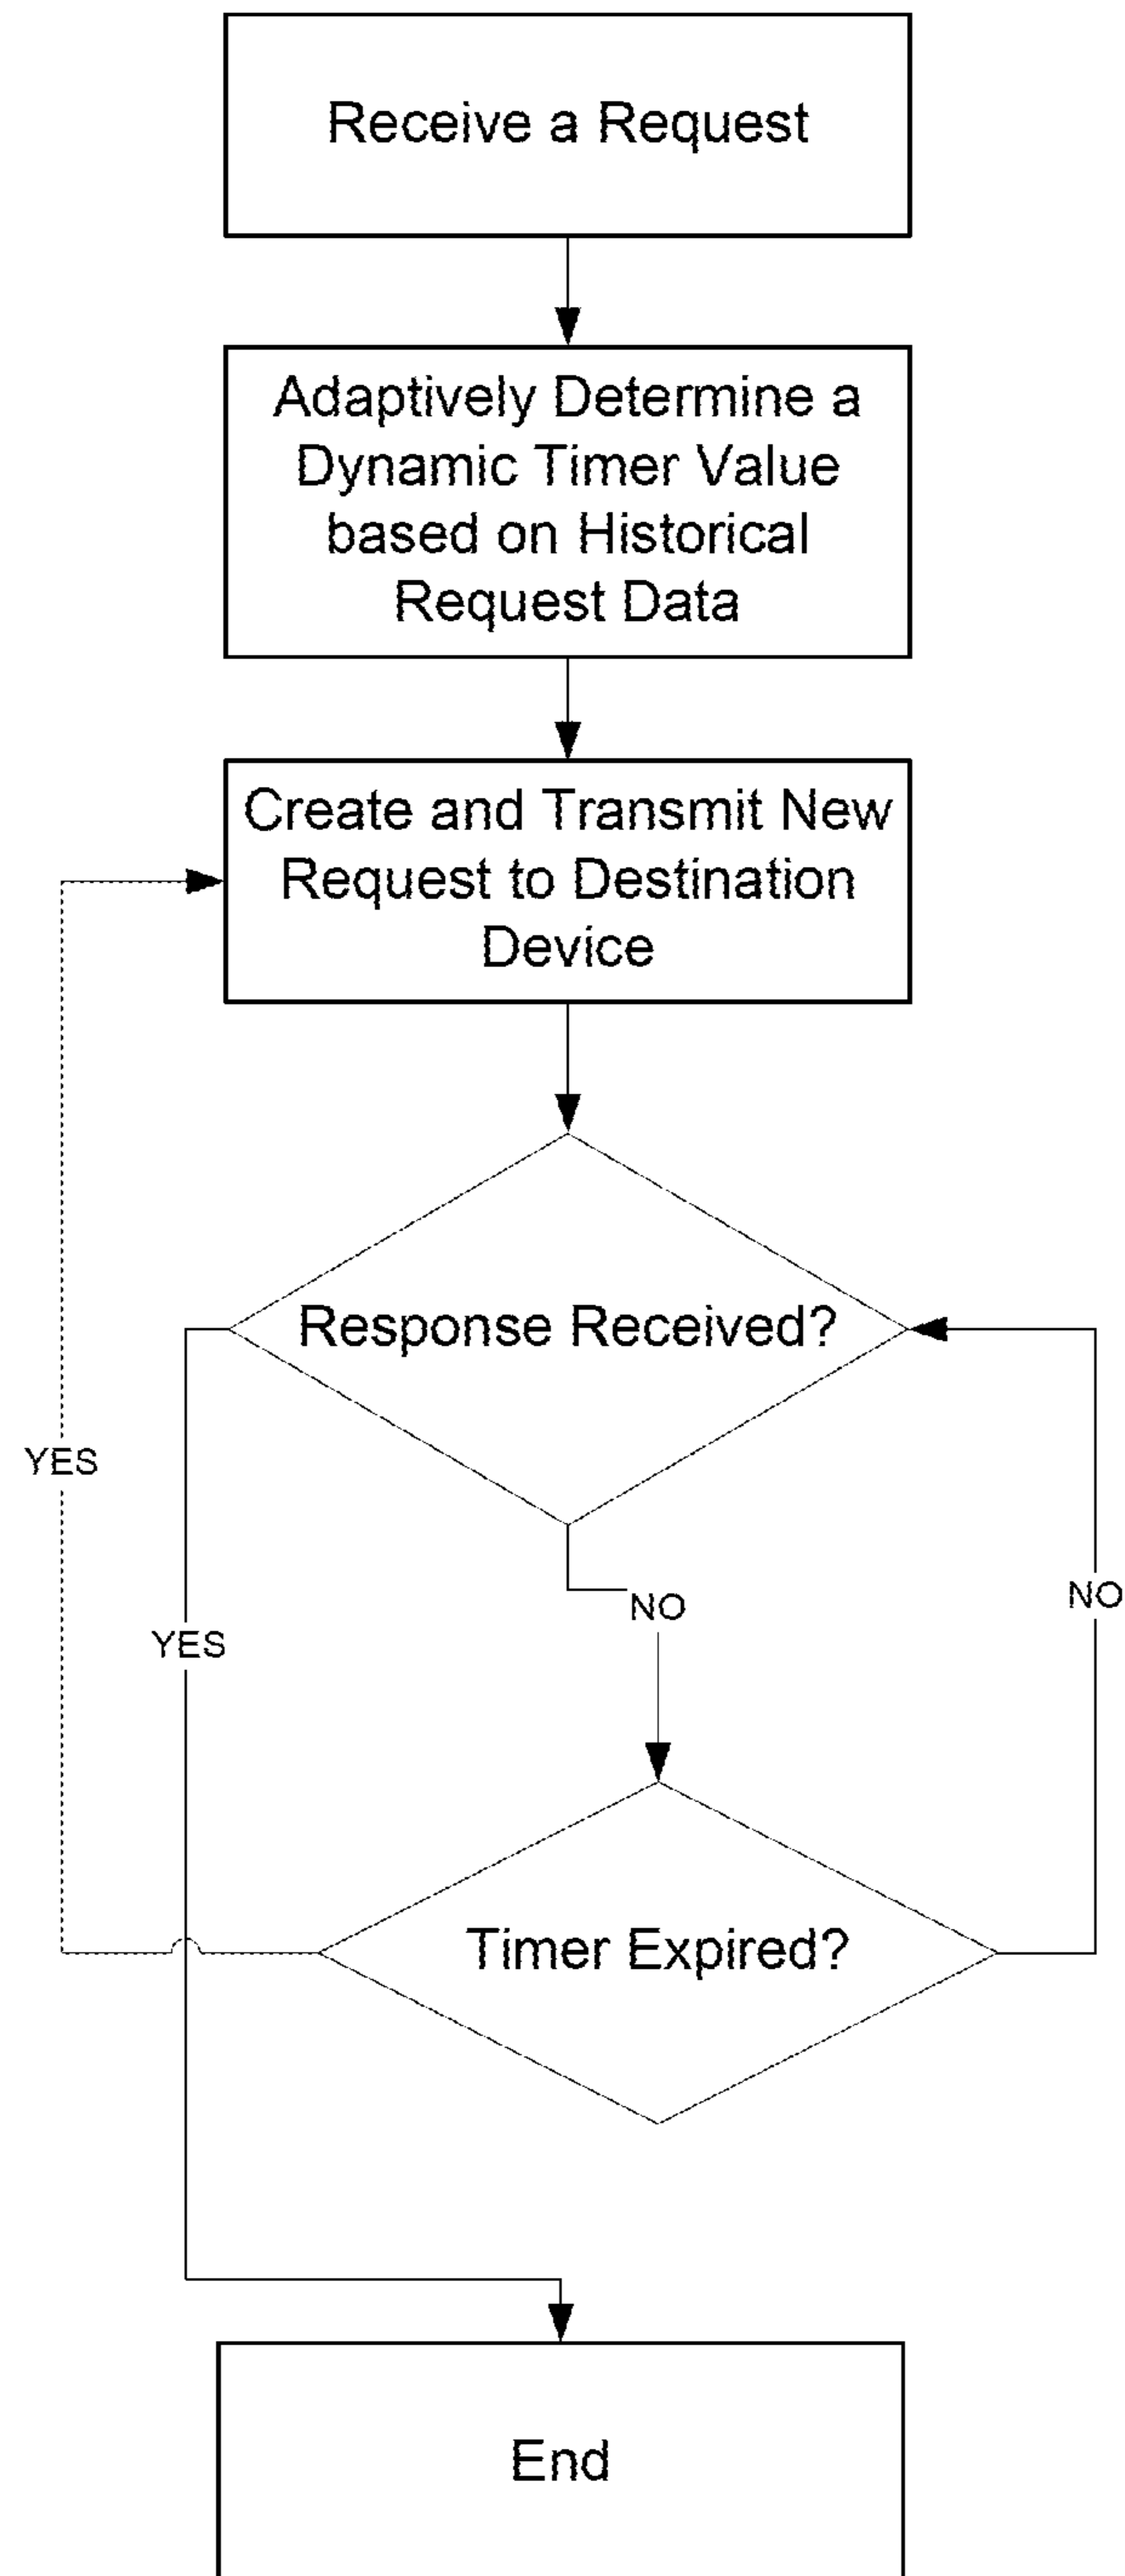 Receive a Request
Adaptively Determine a
Dynamic Timer Value
based on Historical
Request Data
Create and Transmit New
Request to Destination
Device
Response Received?
YES
NO
NO
YES
Timer Expired?
End